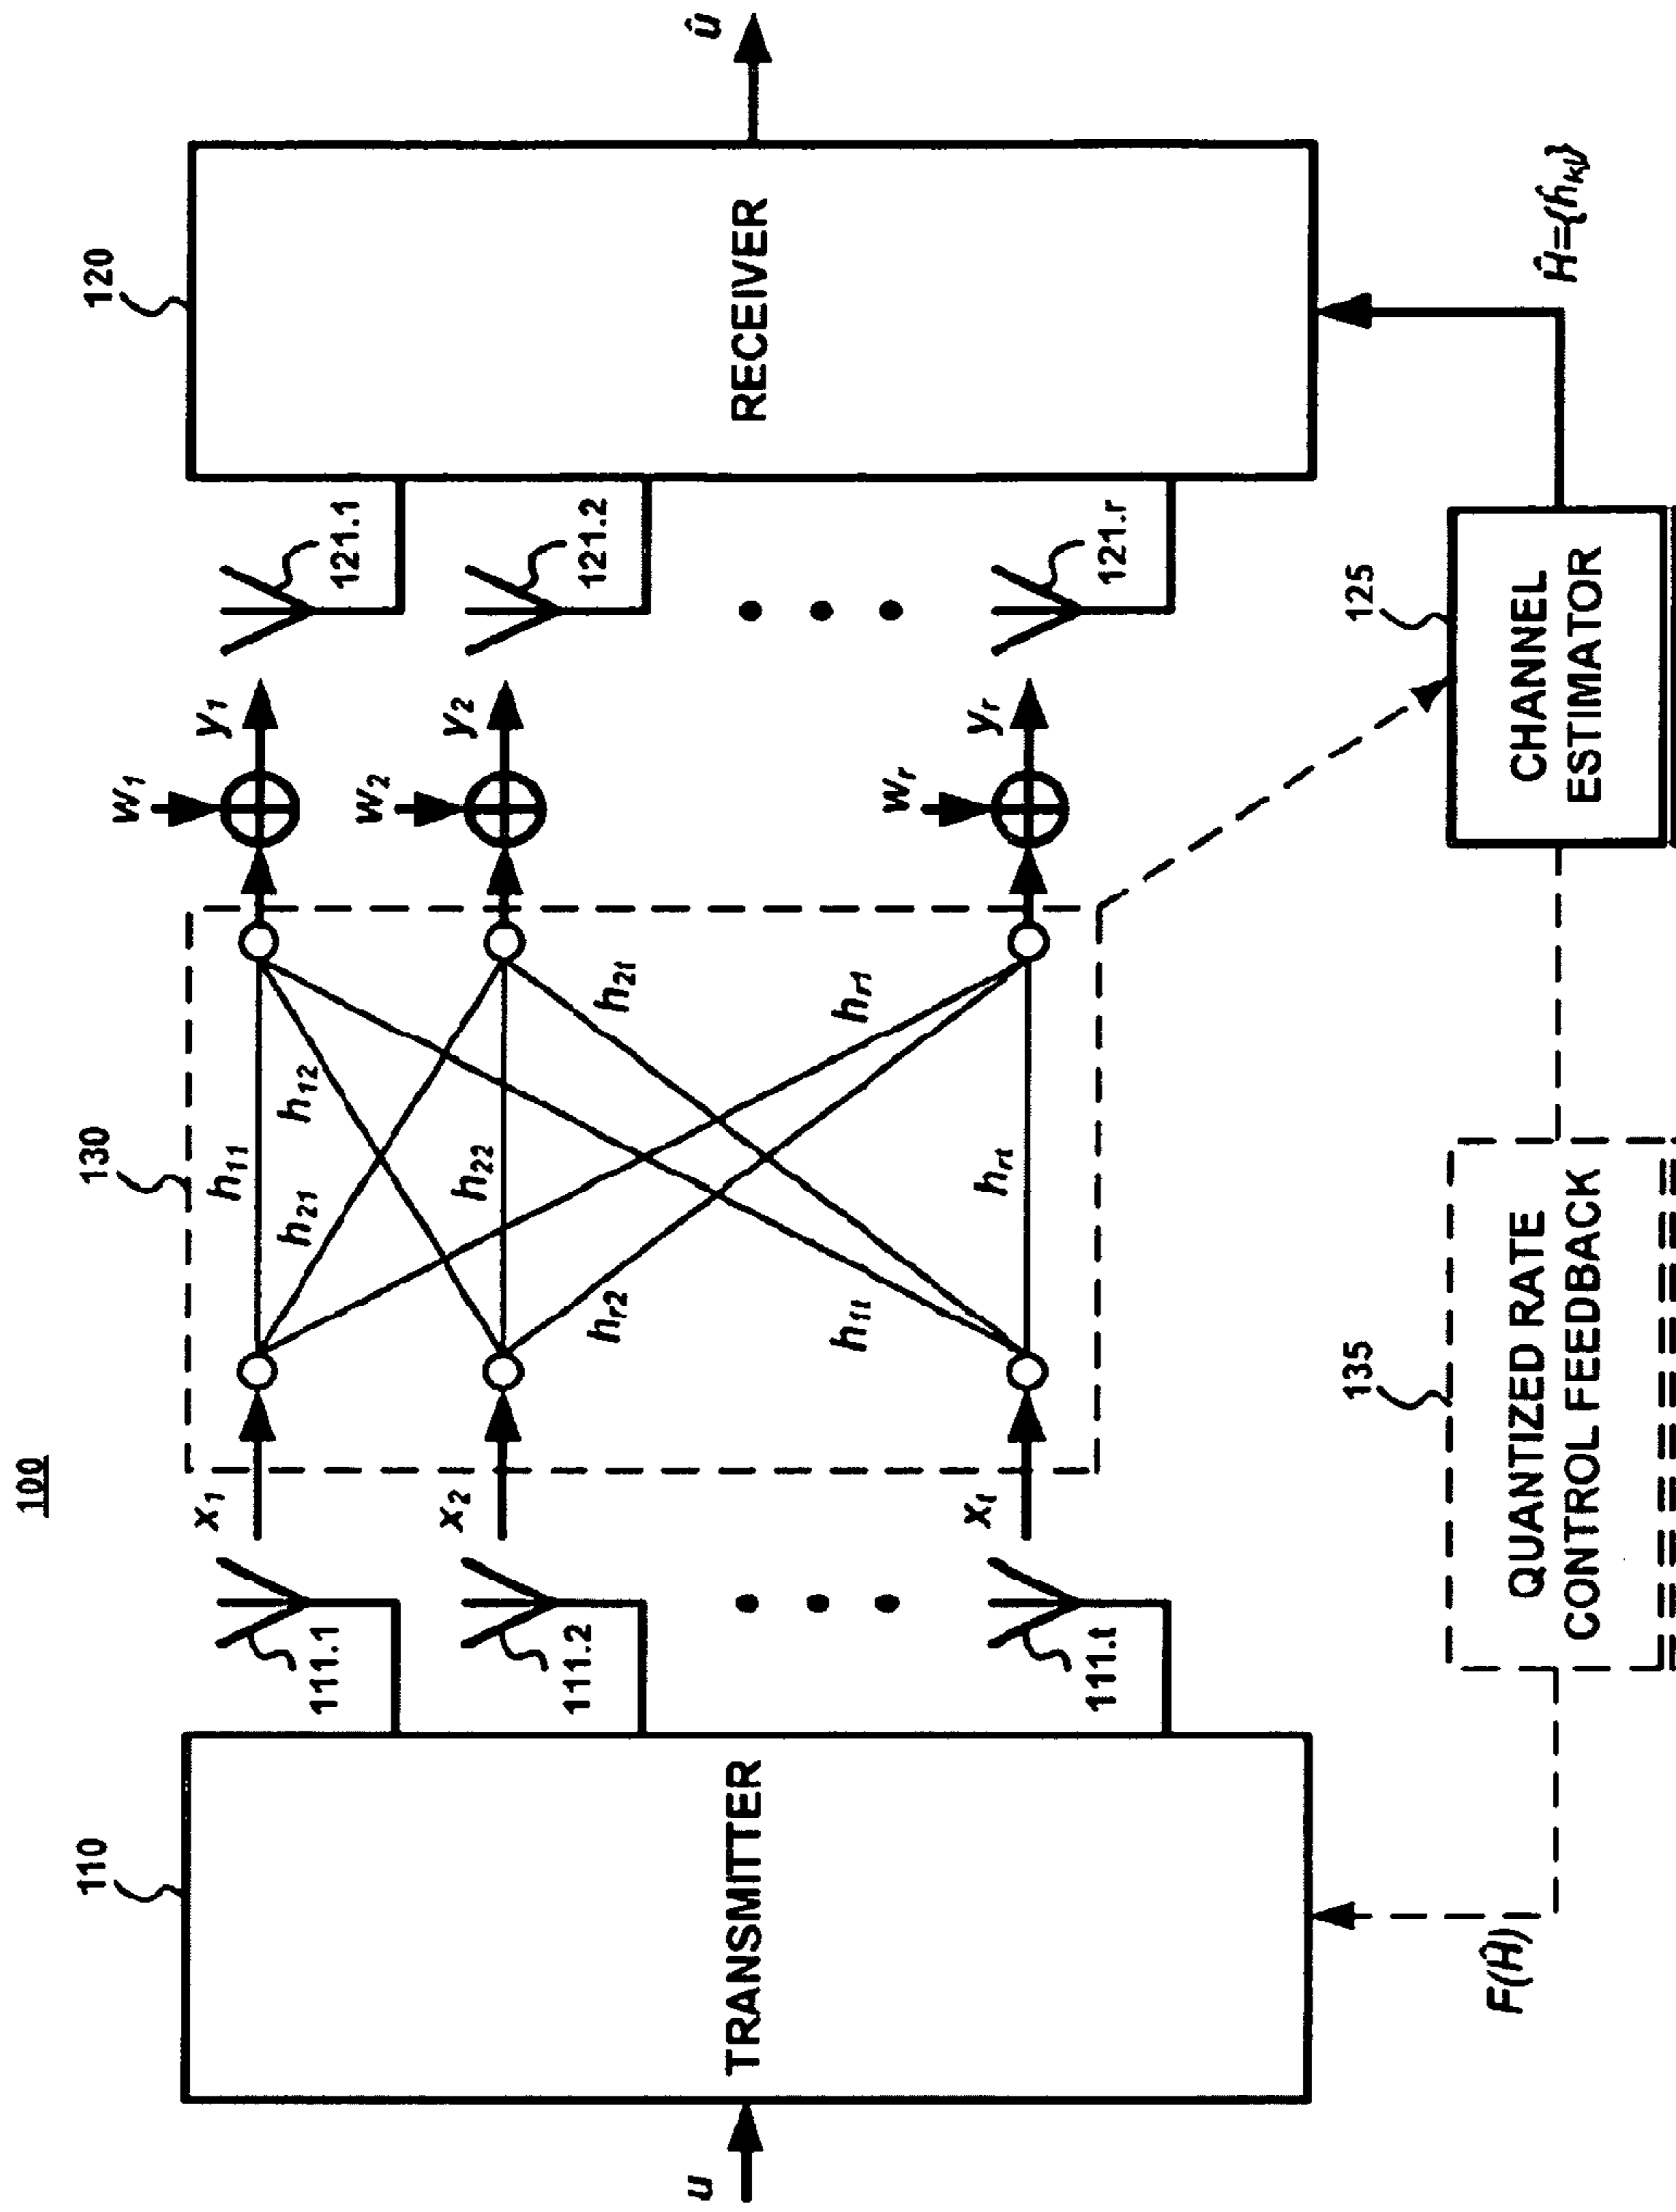 100
110
TRANSMITTER
u
111.1
111.2
111.t
x1
x2
xt
130
h11
h12
h21
h22
h2t
hr2
hr1
h1t
hrt
w1
y1
w2
y2
wr
yr
121.1
121.2
121.r
120
RECEIVER
û
F(Ĥ)
135
QUANTIZED RATE
CONTROL FEEDBACK
125
CHANNEL
ESTIMATOR